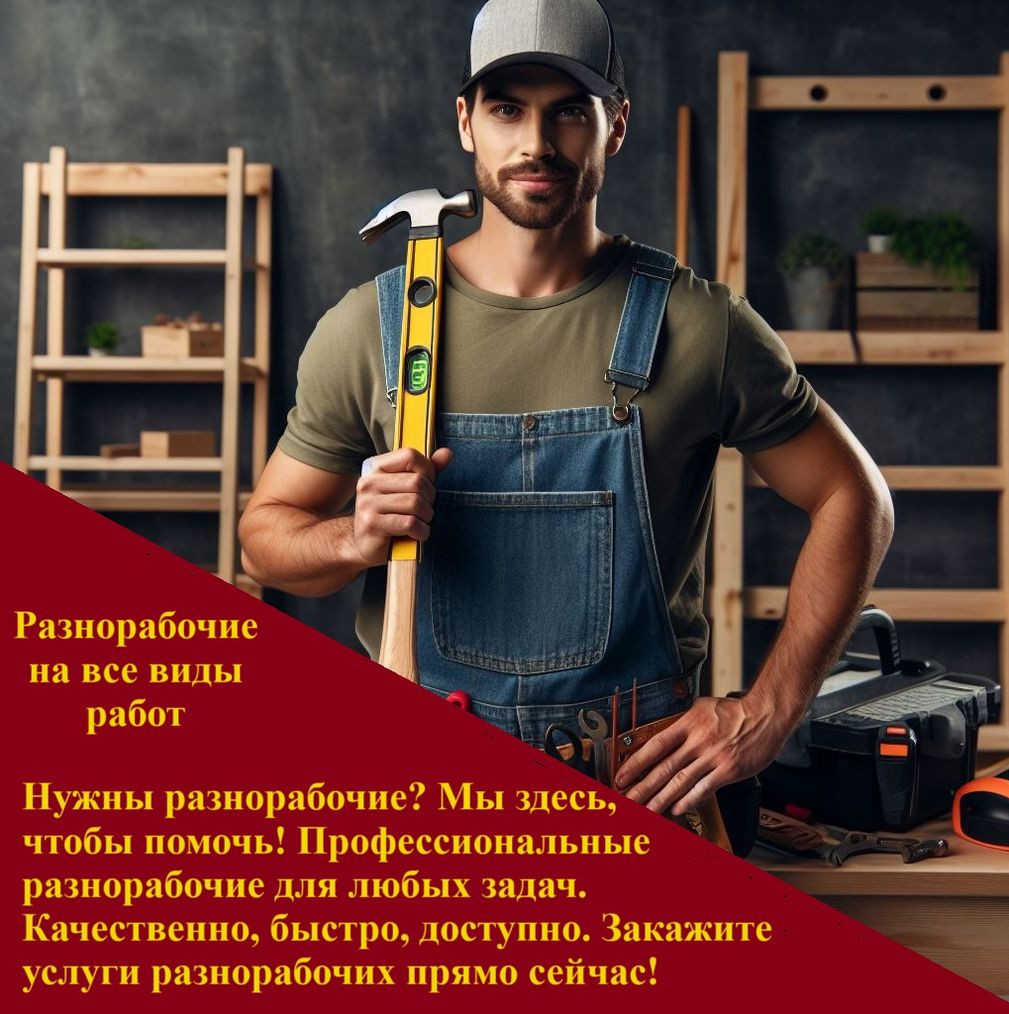 Разнорабочие
на все виды
работ
Нужны разнорабочие? Мы здесь,
чтобы помочь! Профессиональные
разнорабочие для любых задач.
Качественно, быстро, доступно. Закажите
услуги разнорабочих прямо сейчас!